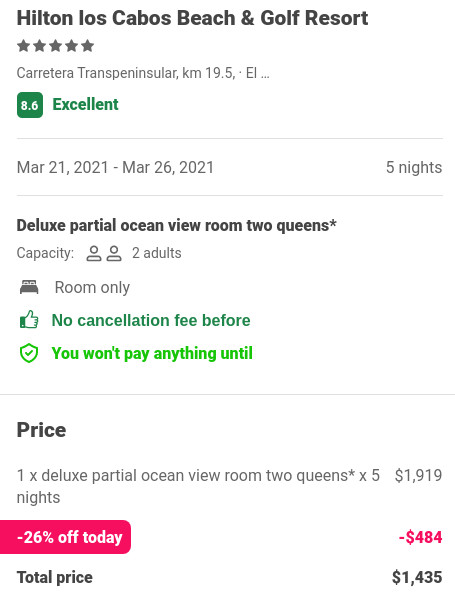 Hilton los Cabos Beach & Golf Resort
Carretera Transpeninsular, km 19.5, · El ...
8.6 Excellent
Mar 21, 2021 - Mar 26, 2021 5 nights
Deluxe partial ocean view room two queens*
Capacity: 2 adults
Room only
No cancellation fee before
You won't pay anything until
Price
1 x deluxe partial ocean view room two queens* x 5 $1,919
nights
-26% off today -$484
Total price $1,435